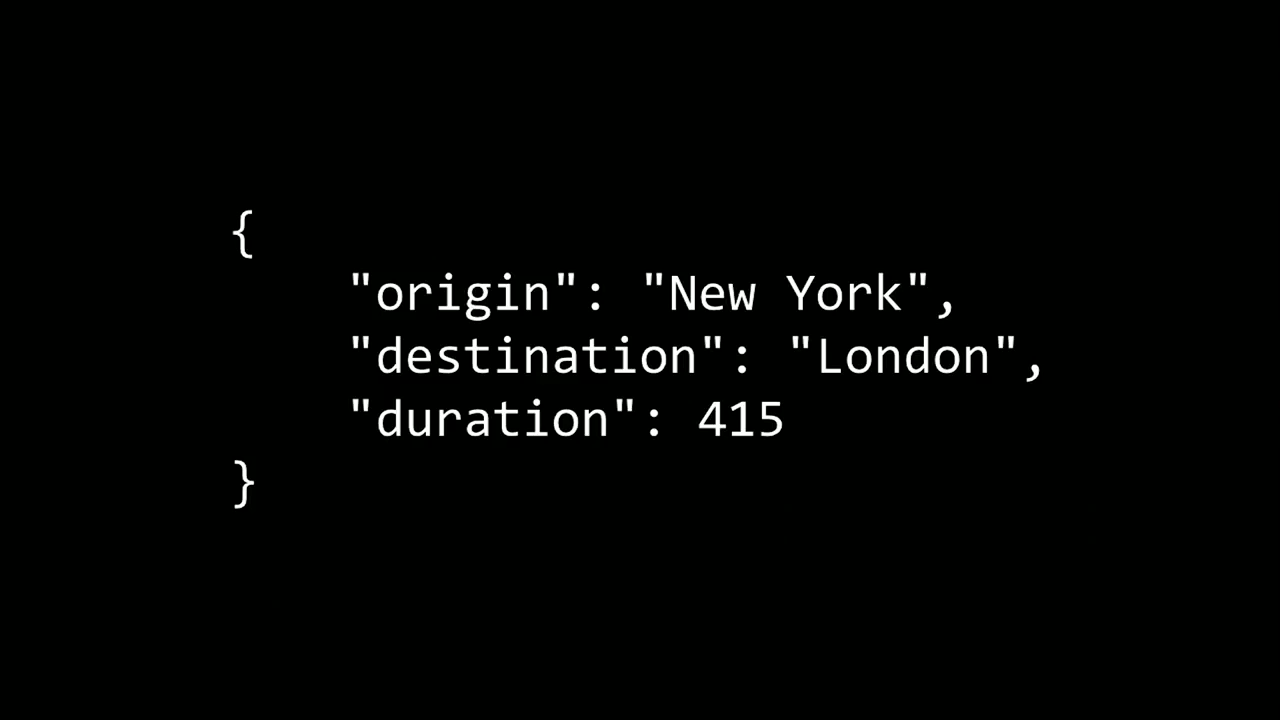 {
"origin": "New York",
"destination": "London",
"duration": 415
}